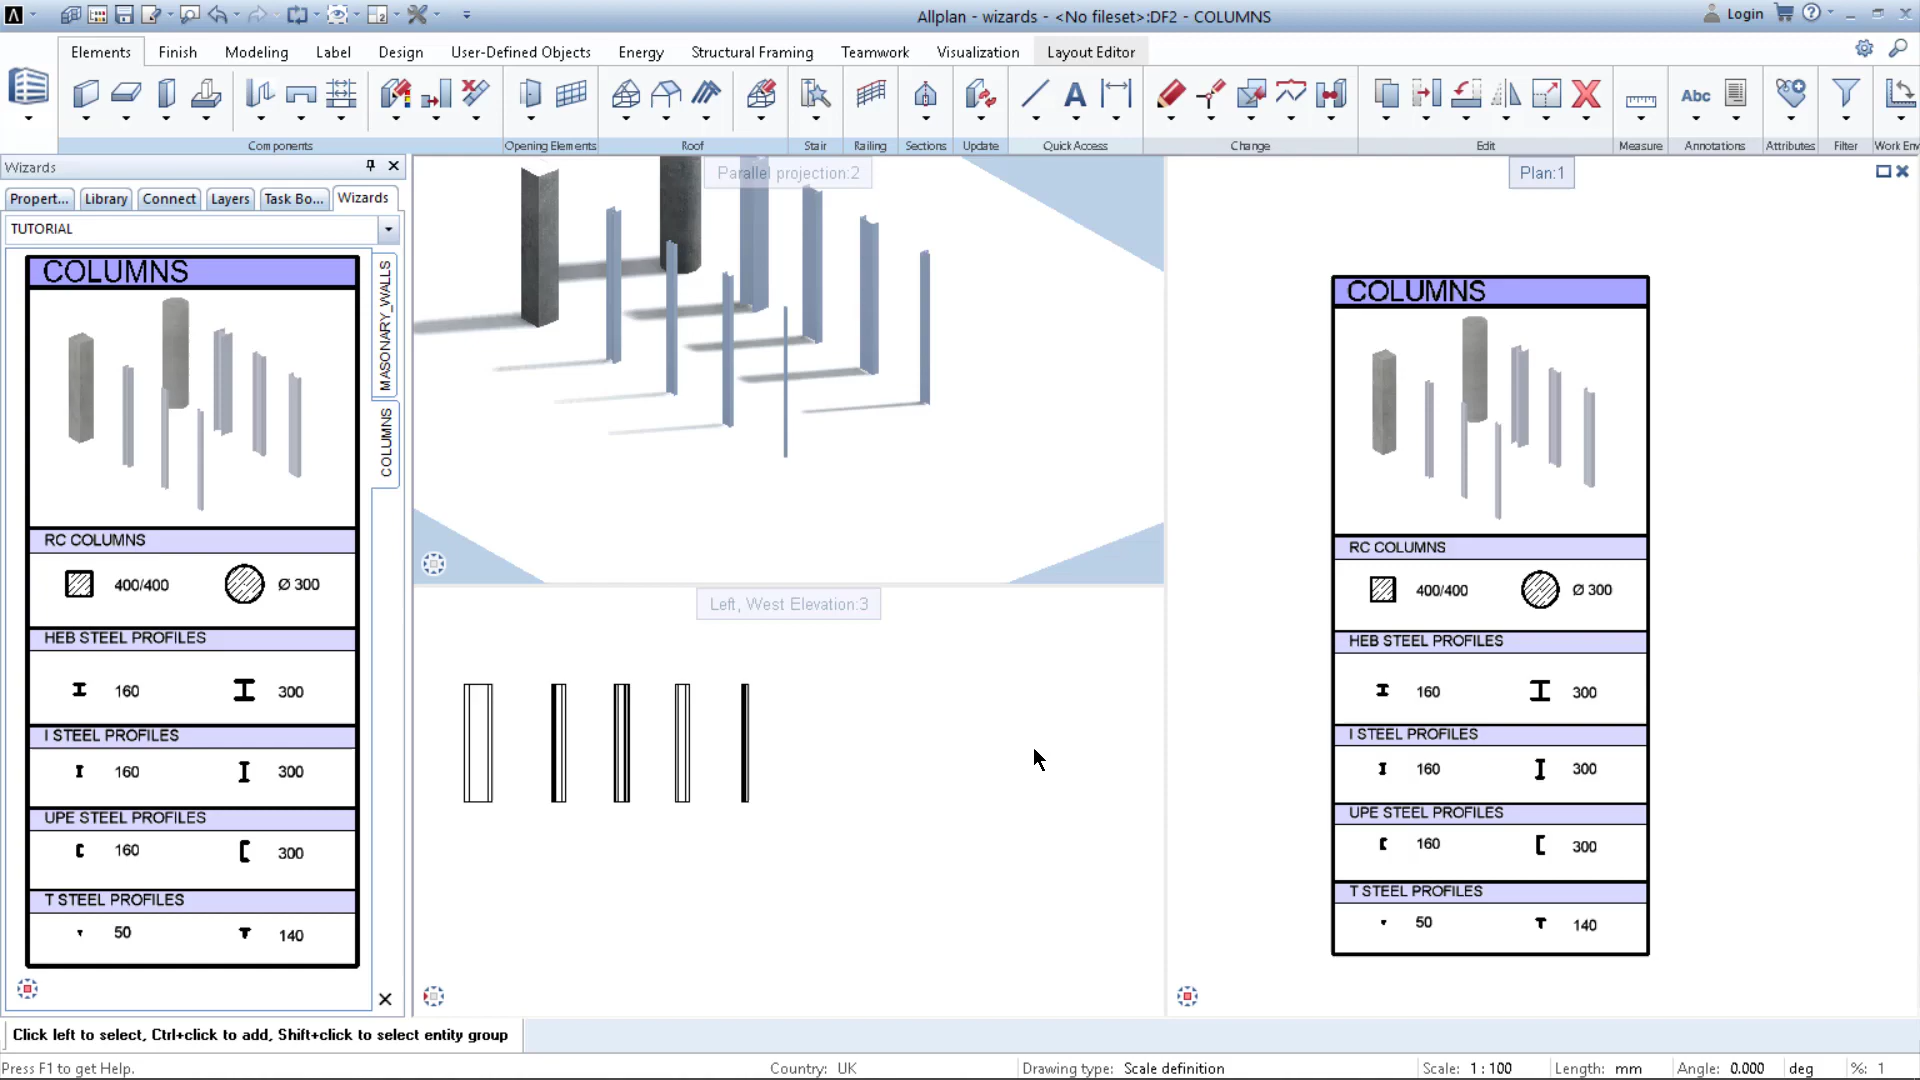 Allplan - wizards - <No fileset>:DF2 - COLUMNS
Login
Elements
Finish
Modeling
Label
Design
User-Defined Objects
Energy
Structural Framing
Teamwork
Visualization
Layout Editor
Abc
Components
Opening Elements
Roof
Stair
Railing
Sections
Update
Quick Access
Change
Edit
Measure
Annotations
Attributes
Filter
Work Env
Wizards
Propert...
Library
Connect
Layers
Task Bo...
Wizards
TUTORIAL
MASONARY_WALLS
COLUMNS
COLUMNS
RC COLUMNS
400/400
Ø 300
HEB STEEL PROFILES
160
300
I STEEL PROFILES
160
300
UPE STEEL PROFILES
160
300
T STEEL PROFILES
50
140
Parallel projection:2
Left, West Elevation:3
Plan:1
COLUMNS
RC COLUMNS
400/400
Ø 300
HEB STEEL PROFILES
160
300
I STEEL PROFILES
160
300
UPE STEEL PROFILES
160
300
T STEEL PROFILES
50
140
Click left to select, Ctrl+click to add, Shift+click to select entity group
Press F1 to get Help.
Country: UK
Drawing type: Scale definition
Scale: 1:100
Length: mm
Angle: 0.000 deg
%: 1